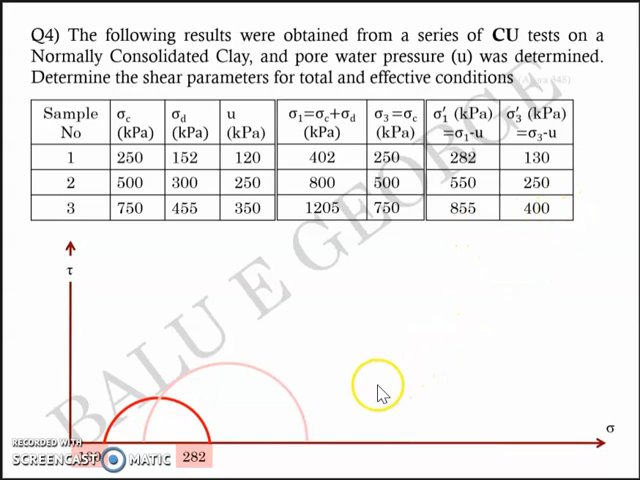 Q4) The following results were obtained from a series of CU tests on a
Normally Consolidated Clay, and pore water pressure (u) was determined.
Determine the shear parameters for total and effective conditions
Sample No | σc (kPa) | σd (kPa) | u (kPa) | σ1=σc+σd (kPa) | σ3=σc (kPa) | σ′1 (kPa) =σ1-u | σ′3 (kPa) =σ3-u
1 | 250 | 152 | 120 | 402 | 250 | 282 | 130
2 | 500 | 300 | 250 | 800 | 500 | 550 | 250
3 | 750 | 455 | 350 | 1205 | 750 | 855 | 400
τ
BALU E GEORGE
σ
RECORDED WITH
SCREENCAST MATIC
282